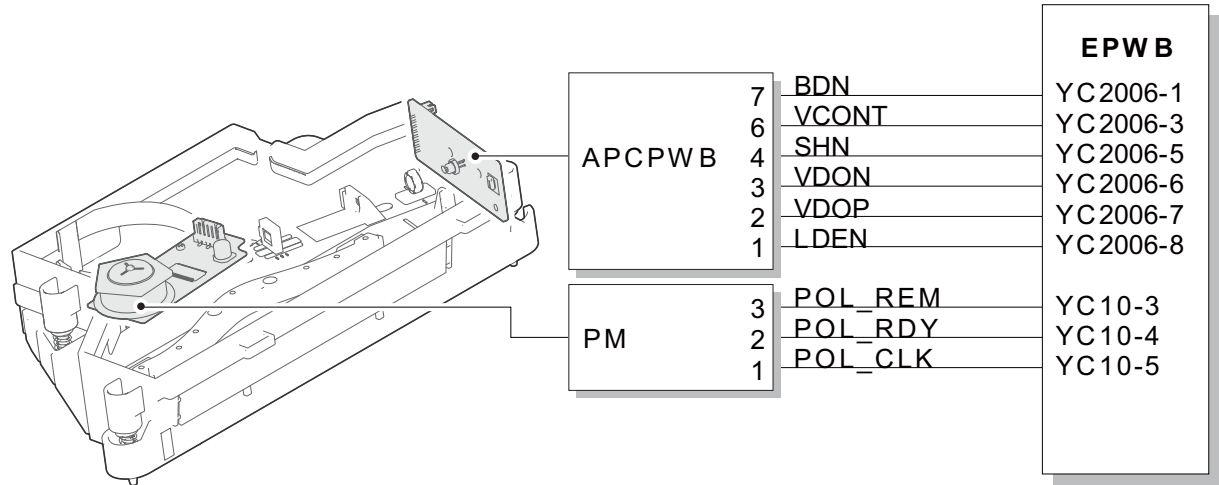 EPWB
APCPWB
7 BDN YC2006-1
6 VCONT YC2006-3
4 SHN YC2006-5
3 VDON YC2006-6
2 VDOP YC2006-7
1 LDEN YC2006-8
PM
3 POL_REM YC10-3
2 POL_RDY YC10-4
1 POL_CLK YC10-5